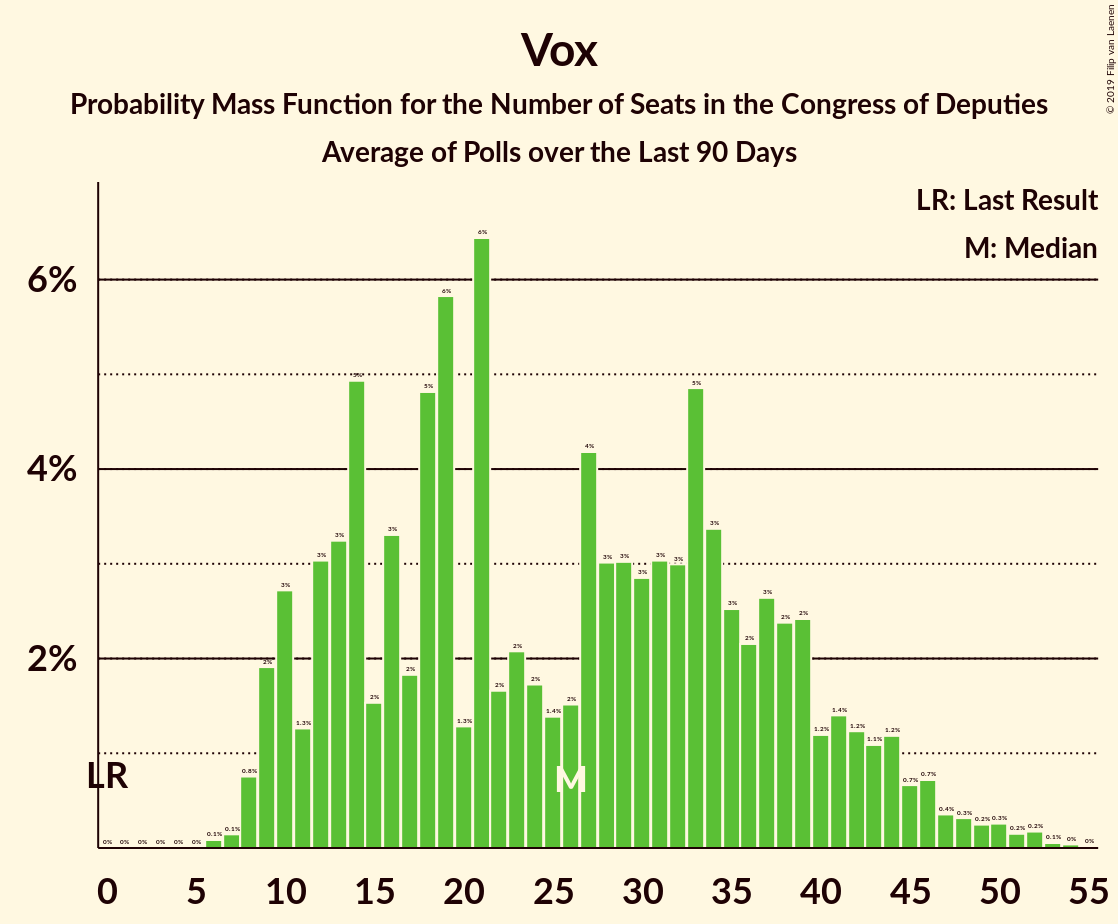 Vox
Probability Mass Function for the Number of Seats in the Congress of Deputies
Average of Polls over the Last 90 Days
© 2019 Filip van Laenen
LR: Last Result
M: Median
6%
4%
2%
0% 0% 0% 0% 0% 0% 0.1% 0.1% 0.8% 2% 3% 1.3% 3% 3% 5% 2% 3% 2% 5% 6% 1.3% 6% 2% 2% 2% 1.4% 2% 4% 3% 3% 3% 3% 3% 5% 3% 3% 2% 3% 2% 2% 1.2% 1.4% 1.2% 1.1% 1.2% 0.7% 0.7% 0.4% 0.3% 0.2% 0.3% 0.2% 0.2% 0.1% 0% 0%
LR
M
0 5 10 15 20 25 30 35 40 45 50 55